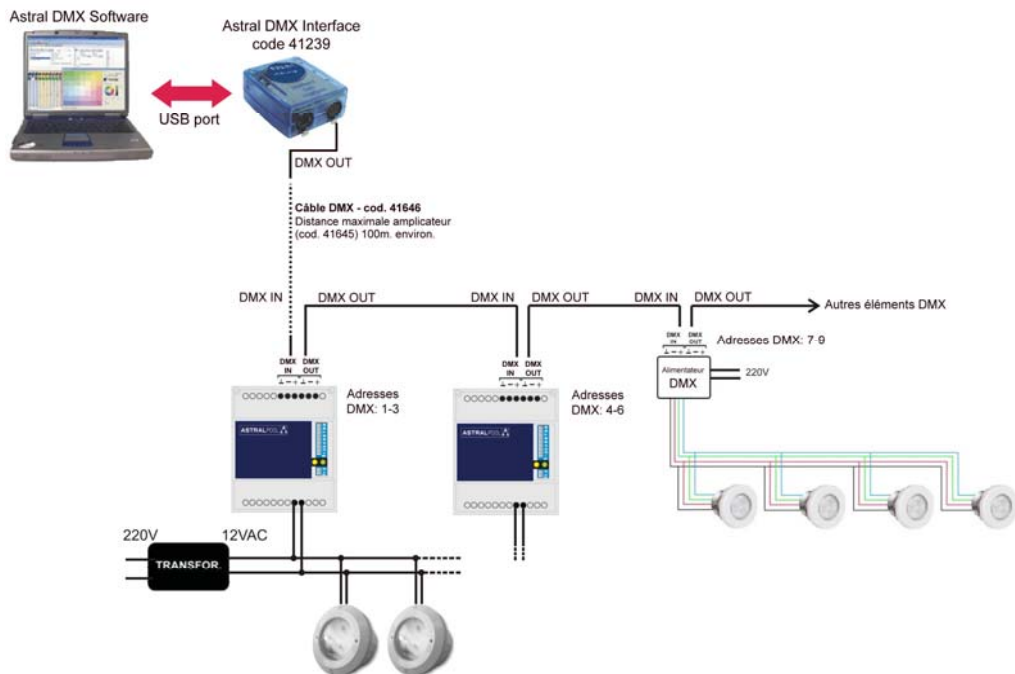 Astral DMX Software
Astral DMX Interface
code 41239
USB port
DMX OUT
Câble DMX - cod. 41646
Distance maximale amplicateur
(cod. 41645) 100m. environ.
DMX IN
DMX OUT
DMX IN
DMX OUT
DMX IN
DMX OUT
Autres éléments DMX
DMX
IN
DMX
OUT
Adresses
DMX: 1-3
ASTRALPOOL
DMX
IN
DMX
OUT
Adresses
DMX: 4-6
ASTRALPOOL
DMX
IN
DMX
OUT
Adresses DMX: 7-9
Alimentateur
DMX
220V
220V
12VAC
TRANSFOR.